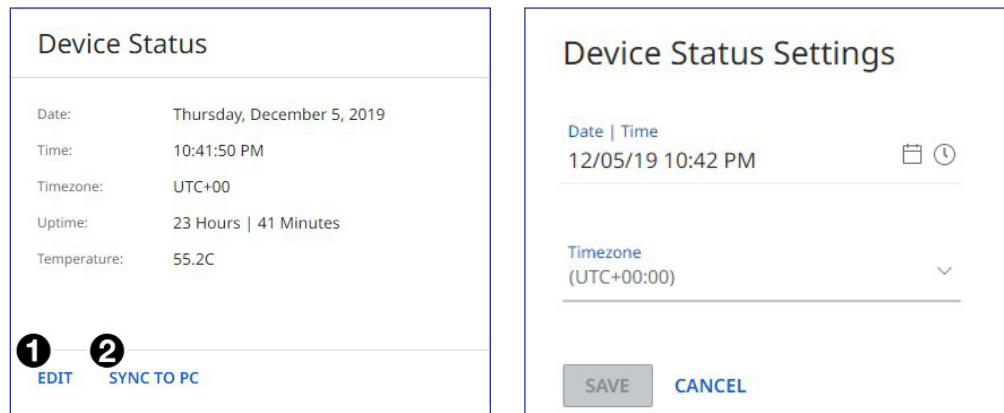 Device Status
Date: Thursday, December 5, 2019
Time: 10:41:50 PM
Timezone: UTC+00
Uptime: 23 Hours | 41 Minutes
Temperature: 55.2C
1 2
EDIT SYNC TO PC
Device Status Settings
Date | Time
12/05/19 10:42 PM
Timezone
(UTC+00:00)
SAVE CANCEL